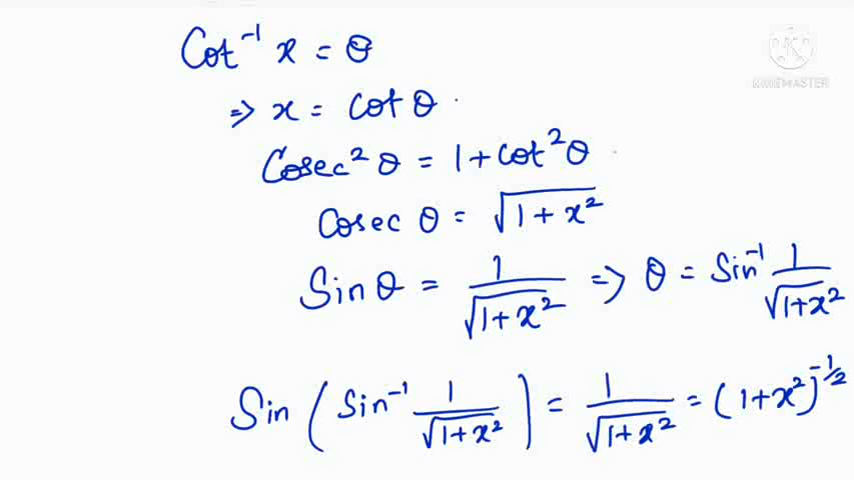 KINEMASTER
Cot⁻¹ x = θ
⇒ x = cot θ
Cosec² θ = 1 + cot² θ
Cosec θ = √(1 + x²)
Sin θ = 1/√(1+x²) ⇒ θ = Sin⁻¹ 1/√(1+x²)
Sin (Sin⁻¹ 1/√(1+x²)) = 1/√(1+x²) = (1+x²)^(-1/2)